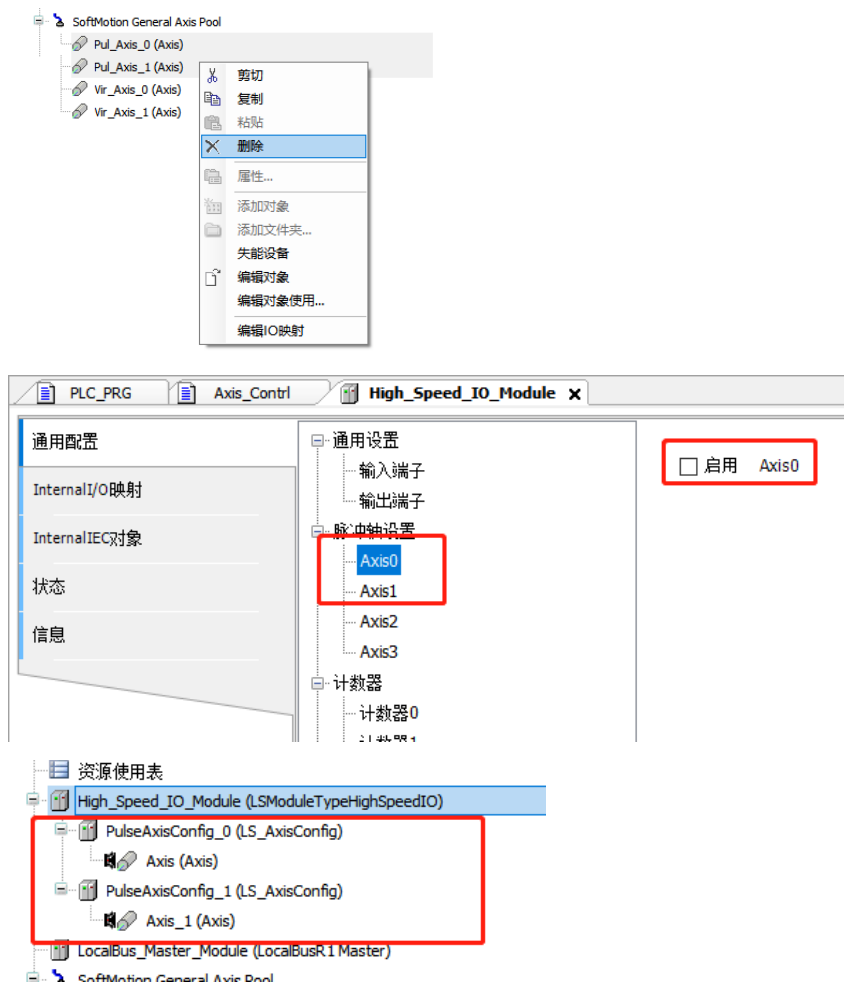 SoftMotion General Axis Pool
Pul_Axis_0 (Axis)
Pul_Axis_1 (Axis)
Vir_Axis_0 (Axis)
Vir_Axis_1 (Axis)
剪切
复制
粘贴
删除
属性...
添加对象
添加文件夹...
失能设备
编辑对象
编辑对象使用...
编辑IO映射
PLC_PRG
Axis_Contrl
High_Speed_IO_Module
通用配置
InternalI/O映射
InternalIEC对象
状态
信息
通用设置
输入端子
输出端子
脉冲轴设置
Axis0
Axis1
Axis2
Axis3
计数器
计数器0
计数器1
启用 Axis0
资源使用表
High_Speed_IO_Module (LSModuleTypeHighSpeedIO)
PulseAxisConfig_0 (LS_AxisConfig)
Axis (Axis)
PulseAxisConfig_1 (LS_AxisConfig)
Axis_1 (Axis)
LocalBus_Master_Module (LocalBusR1 Master)
SoftMotion General Axis Pool